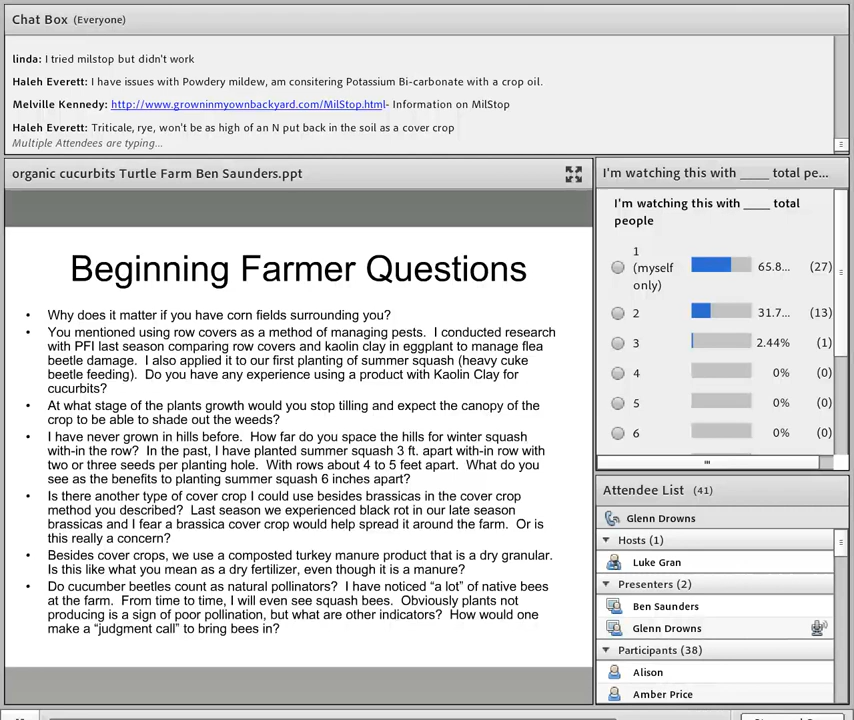 Chat Box (Everyone)
linda: I tried milstop but didn't work
Haleh Everett: I have issues with Powdery mildew, am consitering Potassium Bi-carbonate with a crop oil.
Melville Kennedy: http://www.growninmyownbackyard.com/MilStop.html- Information on MilStop
Haleh Everett: Triticale, rye, won't be as high of an N put back in the soil as a cover crop
Multiple Attendees are typing...
organic cucurbits Turtle Farm Ben Saunders.ppt
Beginning Farmer Questions
• Why does it matter if you have corn fields surrounding you?
• You mentioned using row covers as a method of managing pests. I conducted research
with PFI last season comparing row covers and kaolin clay in eggplant to manage flea
beetle damage. I also applied it to our first planting of summer squash (heavy cuke
beetle feeding). Do you have any experience using a product with Kaolin Clay for
cucurbits?
• At what stage of the plants growth would you stop tilling and expect the canopy of the
crop to be able to shade out the weeds?
• I have never grown in hills before. How far do you space the hills for winter squash
with-in the row? In the past, I have planted summer squash 3 ft. apart with-in row with
two or three seeds per planting hole. With rows about 4 to 5 feet apart. What do you
see as the benefits to planting summer squash 6 inches apart?
• Is there another type of cover crop I could use besides brassicas in the cover crop
method you described? Last season we experienced black rot in our late season
brassicas and I fear a brassica cover crop would help spread it around the farm. Or is
this really a concern?
• Besides cover crops, we use a composted turkey manure product that is a dry granular.
Is this like what you mean as a dry fertilizer, even though it is a manure?
• Do cucumber beetles count as natural pollinators? I have noticed “a lot” of native bees
at the farm. From time to time, I will even see squash bees. Obviously plants not
producing is a sign of poor pollination, but what are other indicators? How would one
make a “judgment call” to bring bees in?
I'm watching this with ____ total pe...
I'm watching this with ____ total
people
1
(myself
only)
65.8... (27)
2 31.7... (13)
3 2.44% (1)
4 0% (0)
5 0% (0)
6 0% (0)
Attendee List (41)
Glenn Drowns
Hosts (1)
Luke Gran
Presenters (2)
Ben Saunders
Glenn Drowns
Participants (38)
Alison
Amber Price